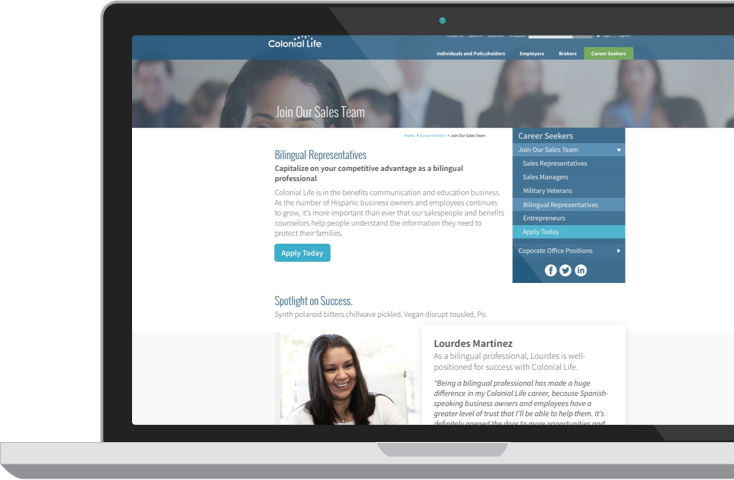 Colonial Life
Individuals and Policyholders Employers Brokers Career Seekers
Join Our Sales Team
Home > Career Seekers > Join Our Sales Team
Bilingual Representatives
Capitalize on your competitive advantage as a bilingual
professional
Colonial Life is in the benefits communication and education business.
As the number of Hispanic business owners and employees continues
to grow, it's more important than ever that our salespeople and benefits
counselors help people understand the information they need to
protect their families.
Apply Today
Career Seekers
Join Our Sales Team
Sales Representatives
Sales Managers
Military Veterans
Bilingual Representatives
Entrepreneurs
Apply Today
Coporate Office Positions
Spotlight on Success.
Synth polaroid bitters chillwave pickled. Vegan disrupt tousled, Po.
Lourdes Martinez
As a bilingual professional, Lourdes is well-
positioned for success with Colonial Life.
"Being a bilingual professional has made a huge
difference in my Colonial Life career, because Spanish-
speaking business owners and employees have a
greater level of trust that I'll be able to help them. It's
definitely opened the door to more opportunities and